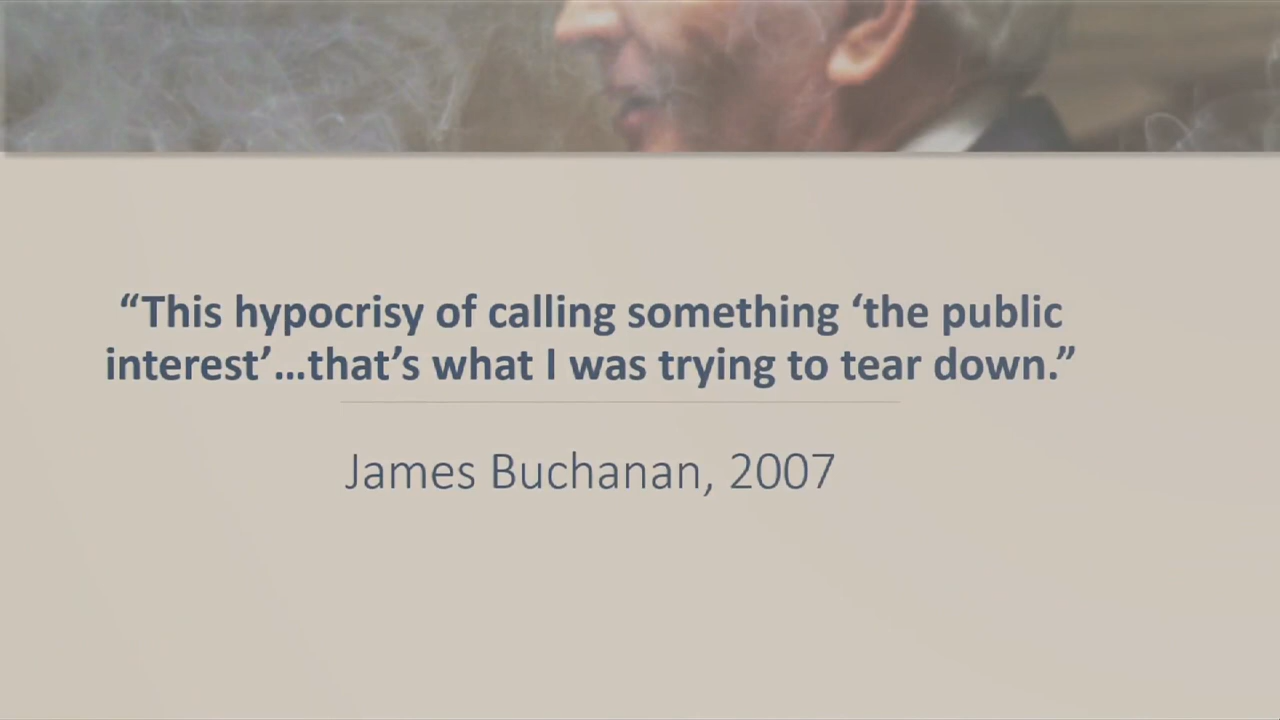 “This hypocrisy of calling something ‘the public
interest’…that’s what I was trying to tear down.”
James Buchanan, 2007